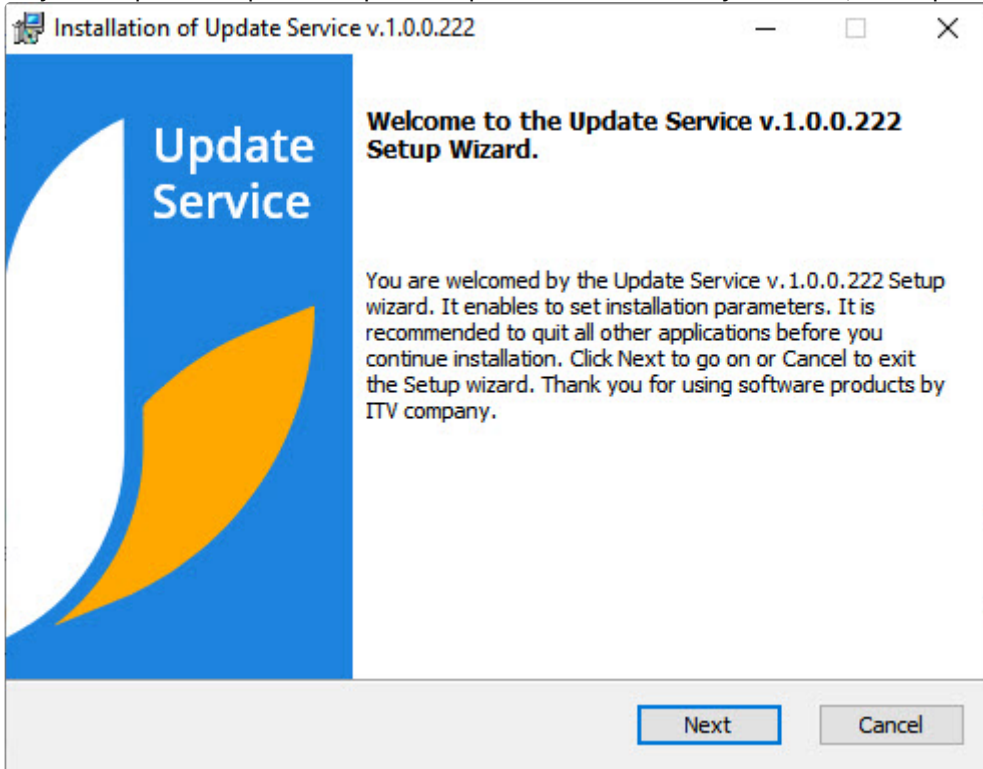 Installation of Update Service v.1.0.0.222
Update
Service
Welcome to the Update Service v.1.0.0.222
Setup Wizard.
You are welcomed by the Update Service v.1.0.0.222 Setup
wizard. It enables to set installation parameters. It is
recommended to quit all other applications before you
continue installation. Click Next to go on or Cancel to exit
the Setup wizard. Thank you for using software products by
ITV company.
Next
Cancel